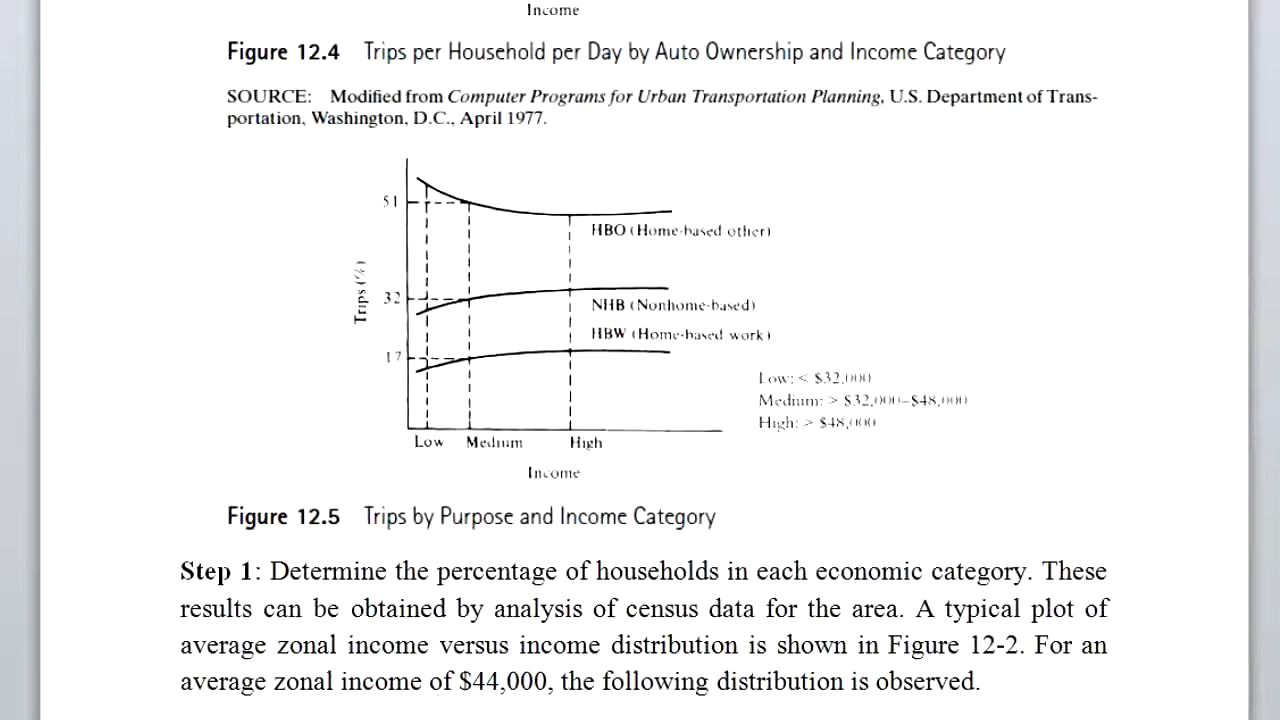 Income
Figure 12.4 Trips per Household per Day by Auto Ownership and Income Category
SOURCE: Modified from Computer Programs for Urban Transportation Planning, U.S. Department of Trans-
portation, Washington, D.C., April 1977.
51
HBO (Home-based other)
Trips (%)
32
NHB (Nonhome-based)
HBW (Home-based work)
17
Low: < $32,000
Medium: > $32,000–$48,000
High: > $48,000
Low Medium High
Income
Figure 12.5 Trips by Purpose and Income Category
Step 1: Determine the percentage of households in each economic category. These
results can be obtained by analysis of census data for the area. A typical plot of
average zonal income versus income distribution is shown in Figure 12-2. For an
average zonal income of $44,000, the following distribution is observed.